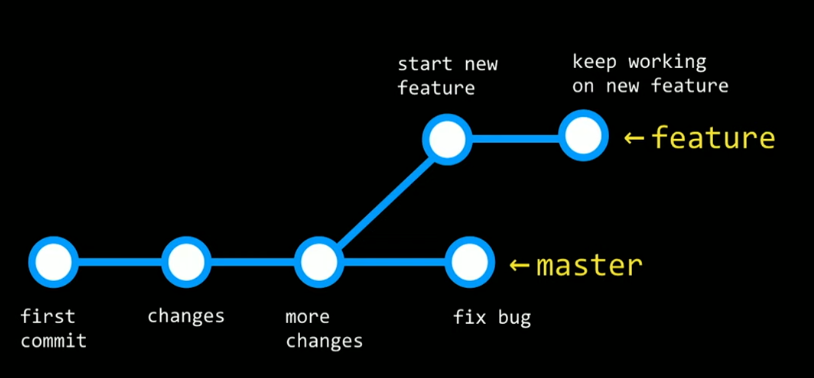 start new
feature
keep working
on new feature
←feature
←master
first
commit
changes
more
changes
fix bug